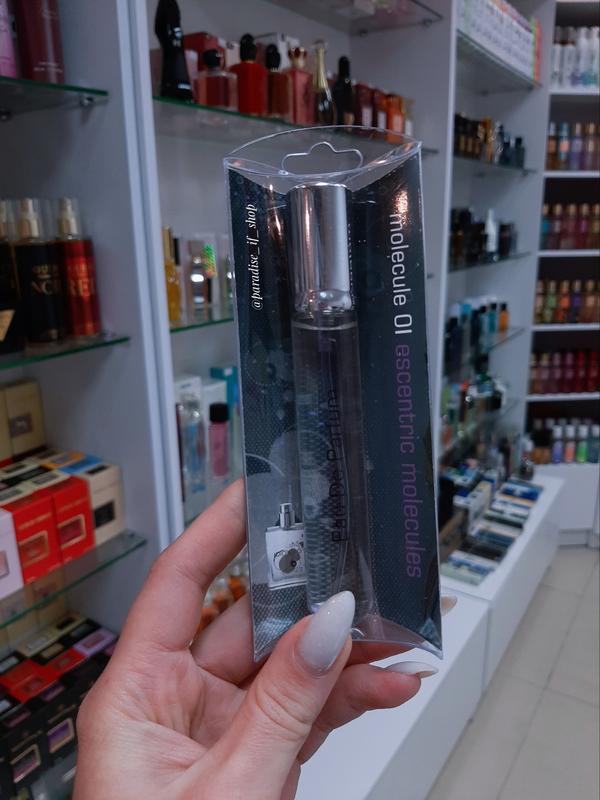 @paradise_if_shop
molecule 01 escentric molecules
Eau De Parfum